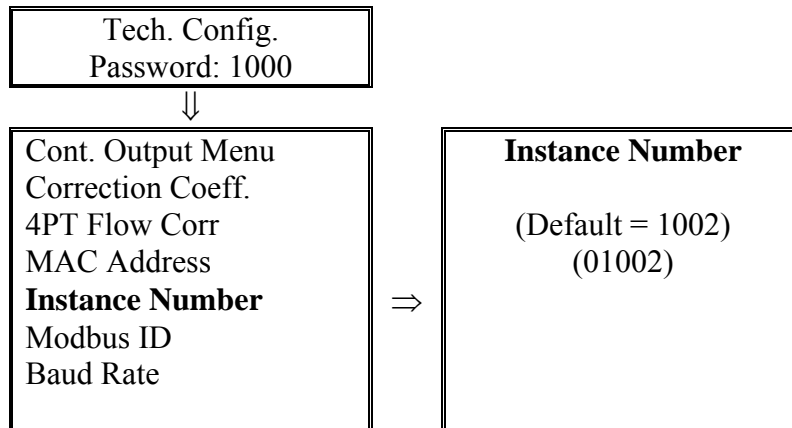 Tech. Config.
Password: 1000
⇓
Cont. Output Menu
Correction Coeff.
4PT Flow Corr
MAC Address
Instance Number
Modbus ID
Baud Rate
⇒
Instance Number
(Default = 1002)
(01002)